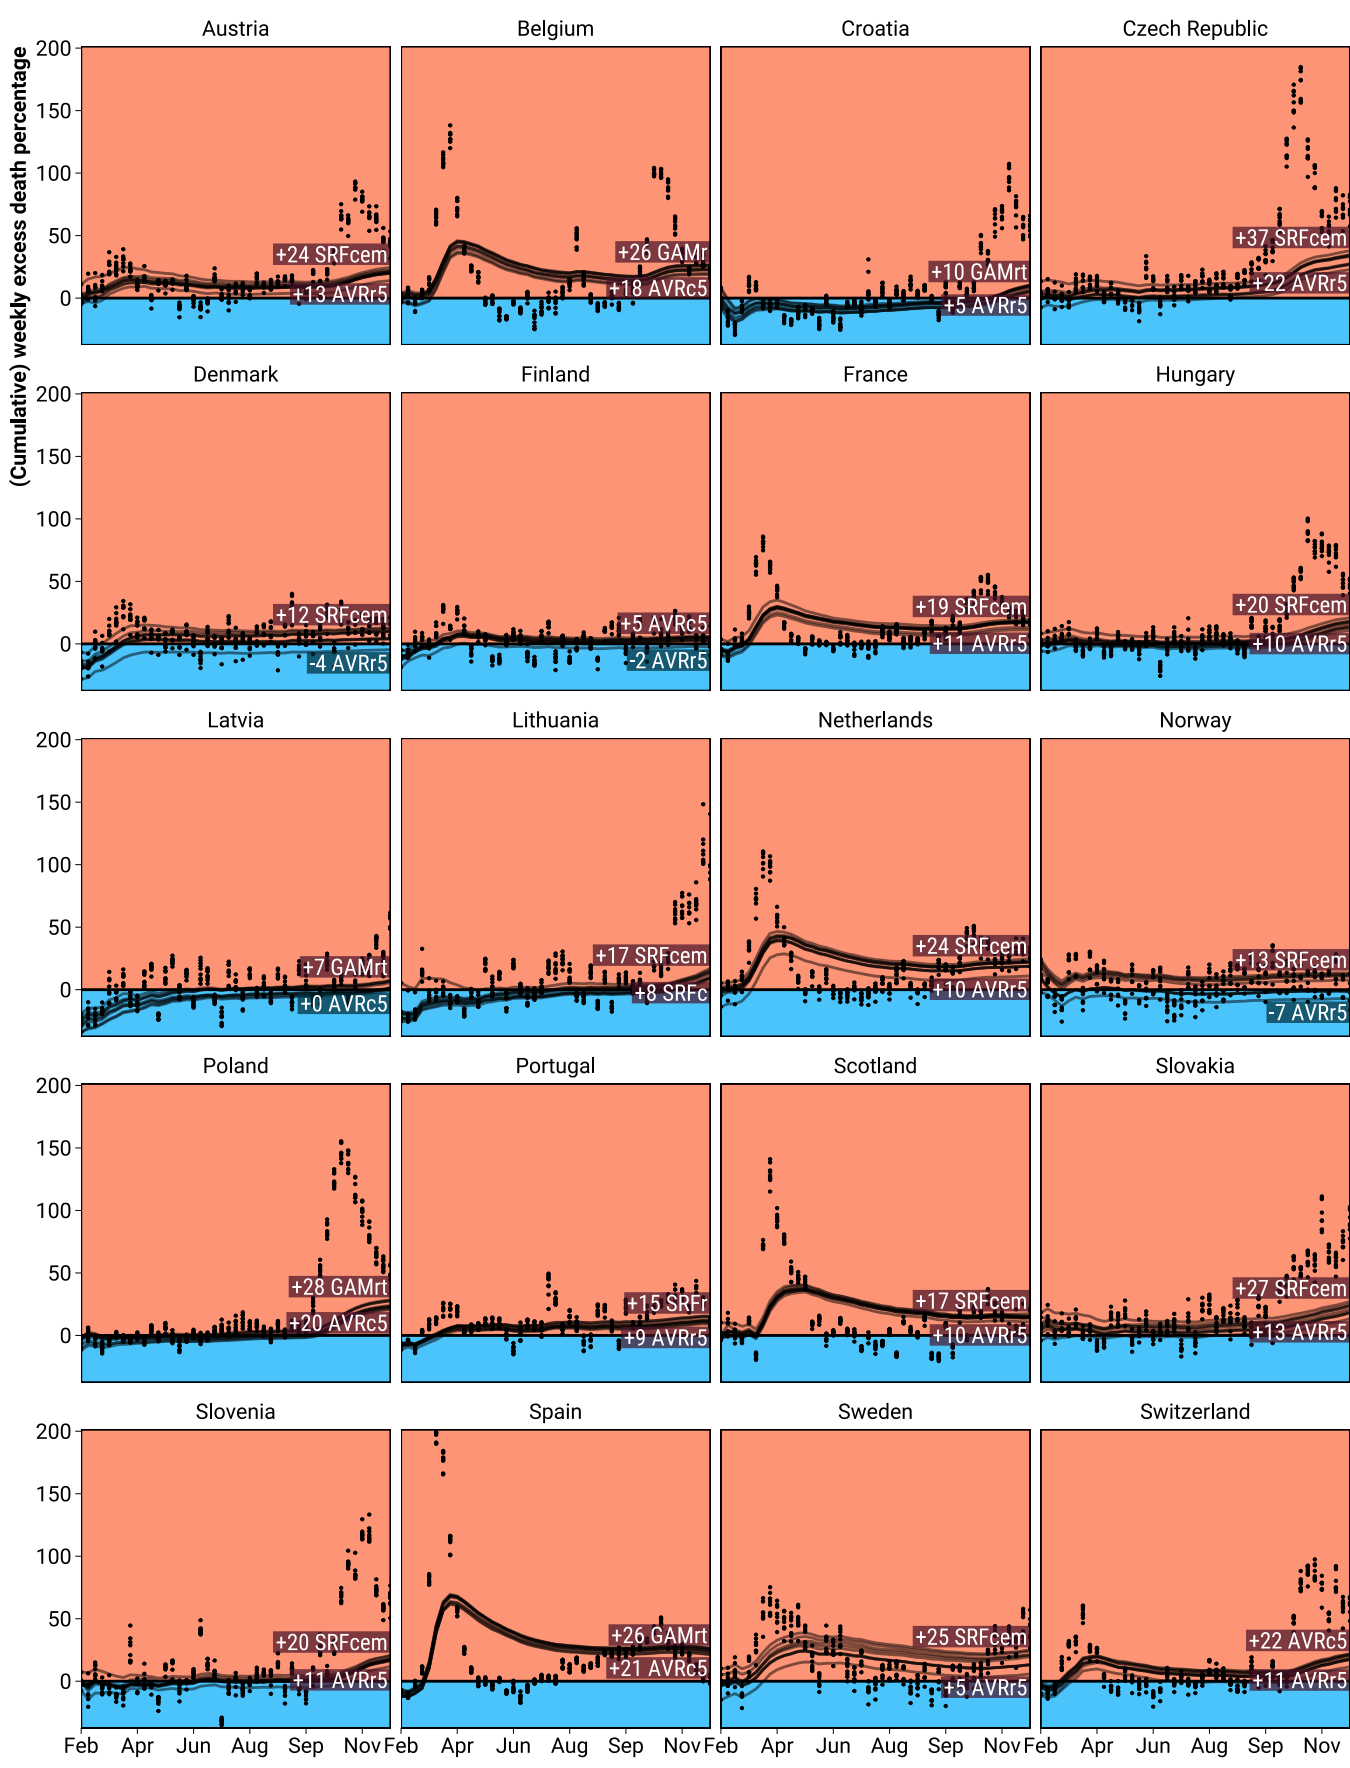 (Cumulative) weekly excess death percentage
Austria Belgium Croatia Czech Republic
200
150
100
50
0
+24 SRFcem
+13 AVRr5
+26 GAMr
+18 AVRc5
+10 GAMrt
+5 AVRr5
+37 SRFcem
+22 AVRr5
Denmark Finland France Hungary
200
150
100
50
0
+12 SRFcem
-4 AVRr5
+5 AVRc5
-2 AVRr5
+19 SRFcem
+11 AVRr5
+20 SRFcem
+10 AVRr5
Latvia Lithuania Netherlands Norway
200
150
100
50
0
+7 GAMrt
+0 AVRc5
+17 SRFcem
+8 SRFc
+24 SRFcem
+10 AVRr5
+13 SRFcem
-7 AVRr5
Poland Portugal Scotland Slovakia
200
150
100
50
0
+28 GAMrt
+20 AVRc5
+15 SRFr
+9 AVRr5
+17 SRFcem
+10 AVRr5
+27 SRFcem
+13 AVRr5
Slovenia Spain Sweden Switzerland
200
150
100
50
0
+20 SRFcem
+11 AVRr5
+26 GAMrt
+21 AVRc5
+25 SRFcem
+5 AVRr5
+22 AVRc5
+11 AVRr5
Feb Apr Jun Aug Sep Nov Feb Apr Jun Aug Sep Nov Feb Apr Jun Aug Sep Nov Feb Apr Jun Aug Sep Nov